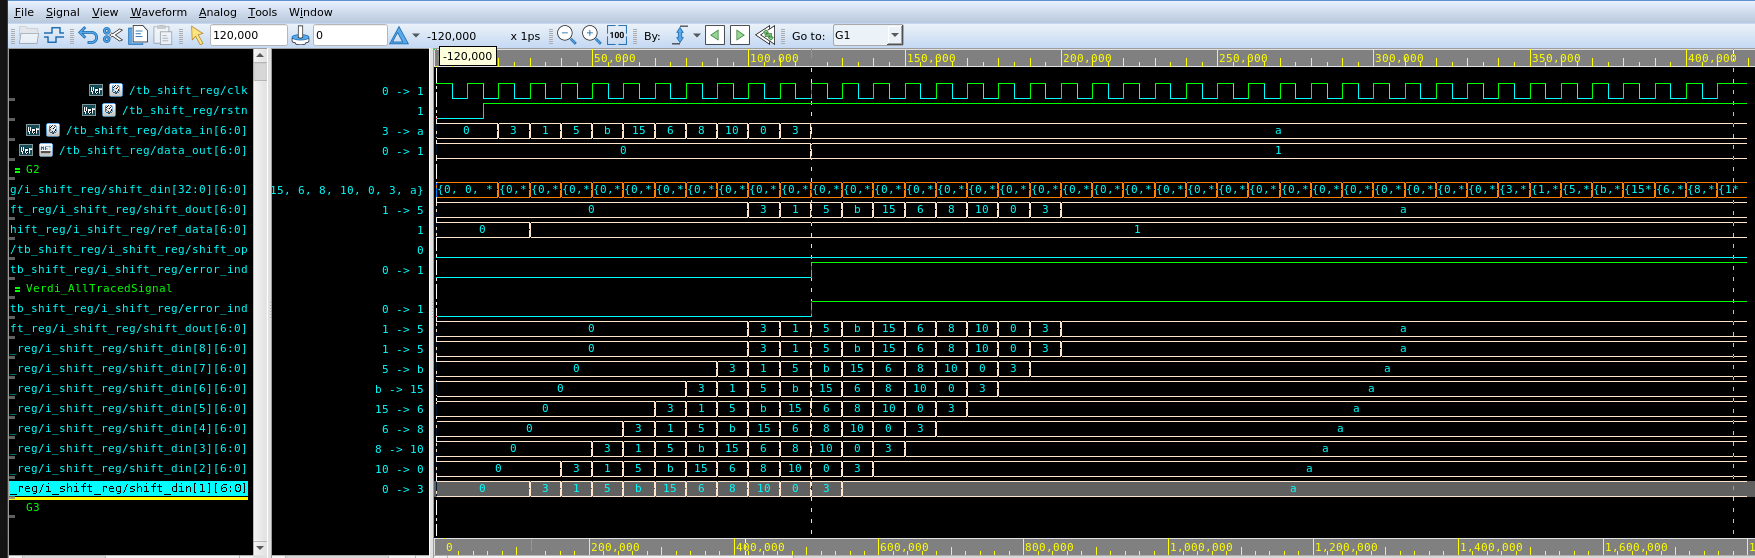 File Signal View Waveform Analog Tools Window
120,000 0 -120,000 x 1ps 100 By: Go to: G1
-120,000
50,000 100,000 150,000 200,000 250,000 300,000 350,000 400,000
/tb_shift_reg/clk 0 -> 1
/tb_shift_reg/rstn 1
/tb_shift_reg/data_in[6:0] 3 -> a 0 3 1 5 b 15 6 8 10 0 3 a
/tb_shift_reg/data_out[6:0] 0 -> 1 0 1
= G2
g/i_shift_reg/shift_din[32:0][6:0] 15, 6, 8, 10, 0, 3, a} {0, 0, * {0,* {0,* {0,* {0,* {0,* {0,* {0,* {0,* {0,* {0,* {0,* {0,* {0,* {0,* {0,* {0,* {0,* {0,* {0,* {0,* {0,* {0,* {0,* {0,* {0,* {0,* {0,* {0,* {0,* {0,* {0,* {0,* {3,* {1,* {5,* {b,* {15* {6,* {8,* {1*
ft_reg/i_shift_reg/shift_dout[6:0] 1 -> 5 0 3 1 5 b 15 6 8 10 0 3 a
hift_reg/i_shift_reg/ref_data[6:0] 1 0 1
/tb_shift_reg/i_shift_reg/shift_op 0
tb_shift_reg/i_shift_reg/error_ind 0 -> 1
= Verdi_AllTracedSignal
tb_shift_reg/i_shift_reg/error_ind 0 -> 1
ft_reg/i_shift_reg/shift_dout[6:0] 1 -> 5 0 3 1 5 b 15 6 8 10 0 3 a
_reg/i_shift_reg/shift_din[8][6:0] 1 -> 5 0 3 1 5 b 15 6 8 10 0 3 a
_reg/i_shift_reg/shift_din[7][6:0] 5 -> b 0 3 1 5 b 15 6 8 10 0 3 a
_reg/i_shift_reg/shift_din[6][6:0] b -> 15 0 3 1 5 b 15 6 8 10 0 3 a
_reg/i_shift_reg/shift_din[5][6:0] 15 -> 6 0 3 1 5 b 15 6 8 10 0 3 a
_reg/i_shift_reg/shift_din[4][6:0] 6 -> 8 0 3 1 5 b 15 6 8 10 0 3 a
_reg/i_shift_reg/shift_din[3][6:0] 8 -> 10 0 3 1 5 b 15 6 8 10 0 3 a
_reg/i_shift_reg/shift_din[2][6:0] 10 -> 0 0 3 1 5 b 15 6 8 10 0 3 a
_reg/i_shift_reg/shift_din[1][6:0] 0 -> 3 0 3 1 5 b 15 6 8 10 0 3 a
G3
0 200,000 400,000 600,000 800,000 1,000,000 1,200,000 1,400,000 1,600,000